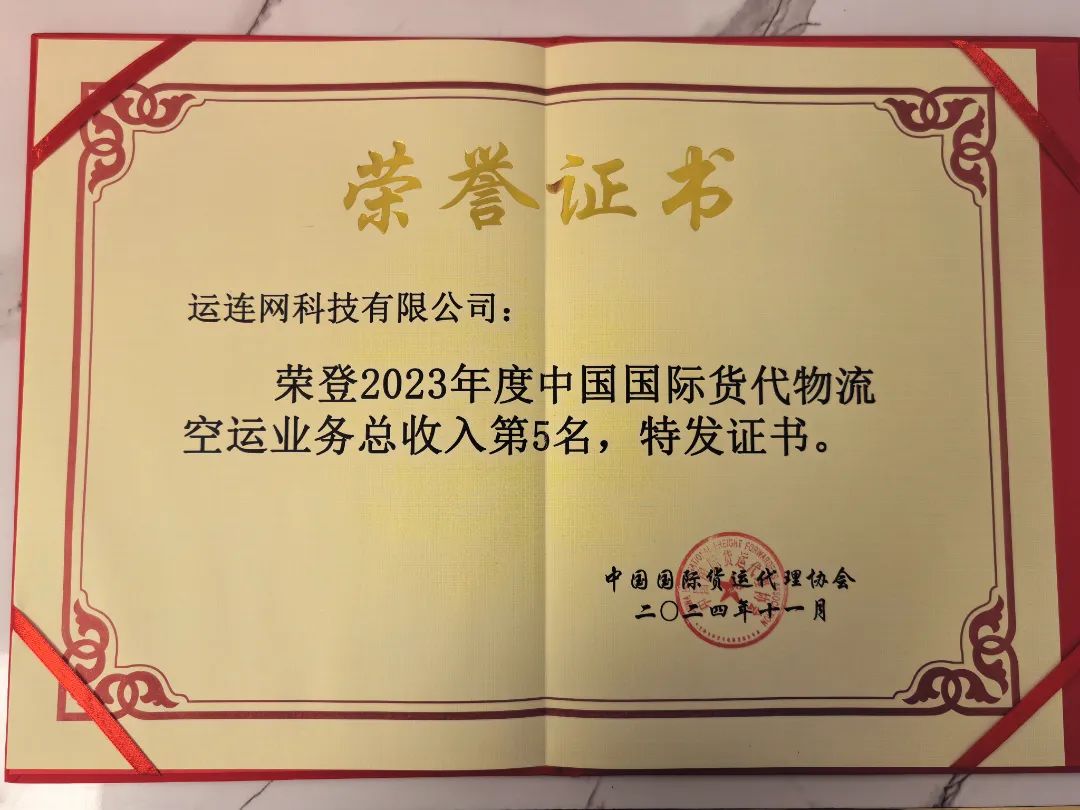 荣誉证书
运连网科技有限公司：
荣登2023年度中国国际货代物流
空运业务总收入第5名，特发证书。
中国国际货运代理协会
二〇二四年十一月